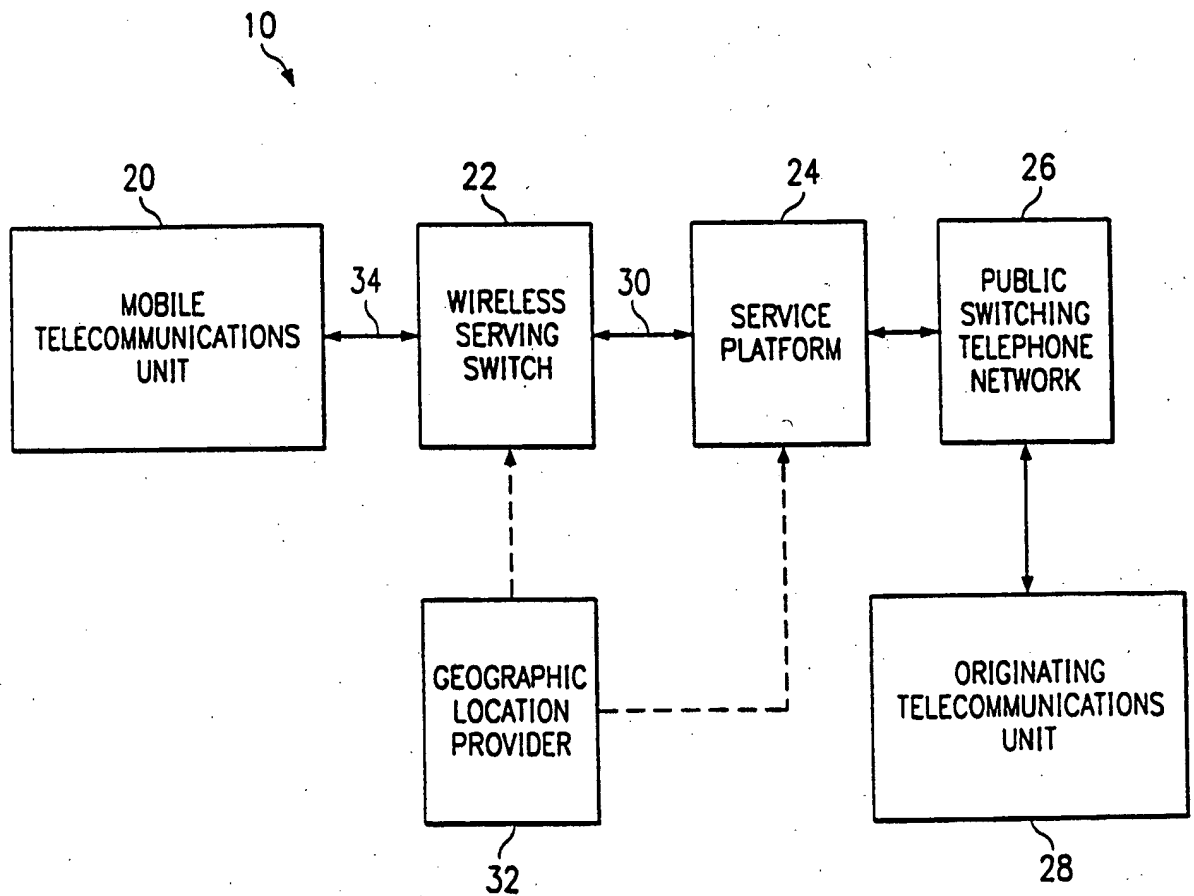 10
20
22
24
26
MOBILE
TELECOMMUNICATIONS
UNIT
34
WIRELESS
SERVING
SWITCH
30
SERVICE
PLATFORM
PUBLIC
SWITCHING
TELEPHONE
NETWORK
GEOGRAPHIC
LOCATION
PROVIDER
ORIGINATING
TELECOMMUNICATIONS
UNIT
32
28